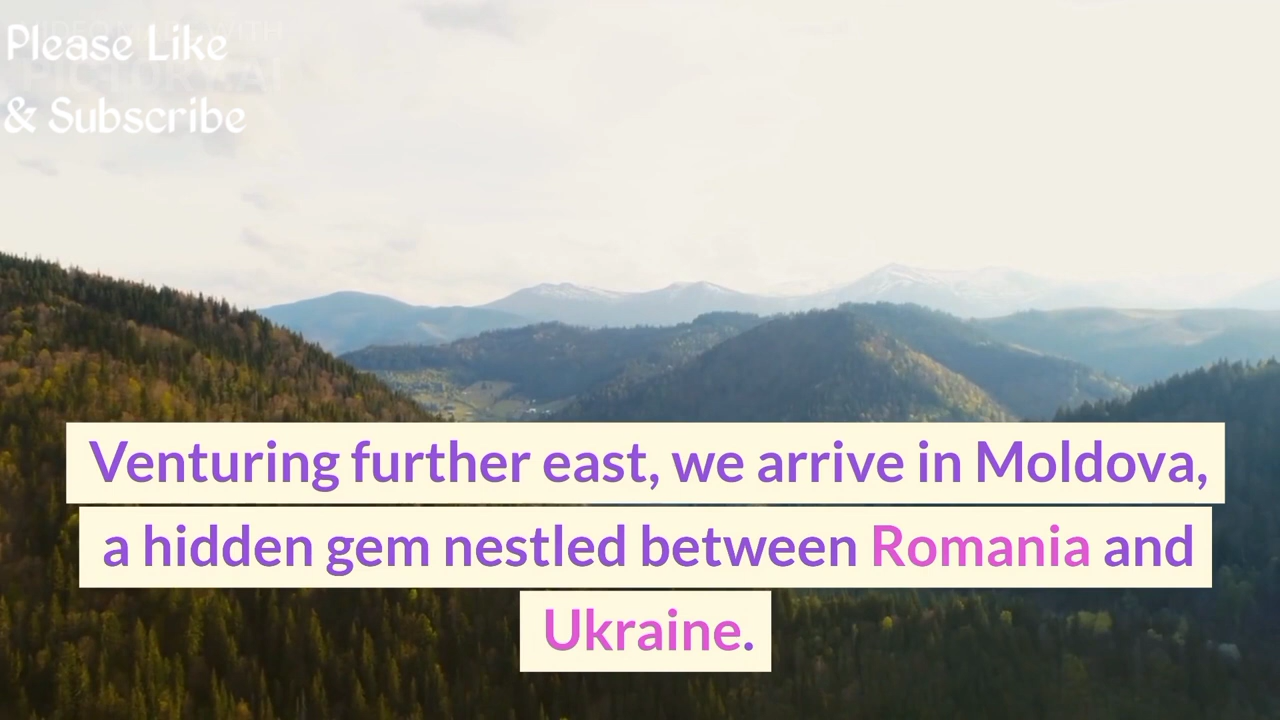 Please Like
& Subscribe
Venturing further east, we arrive in Moldova,
a hidden gem nestled between Romania and
Ukraine.